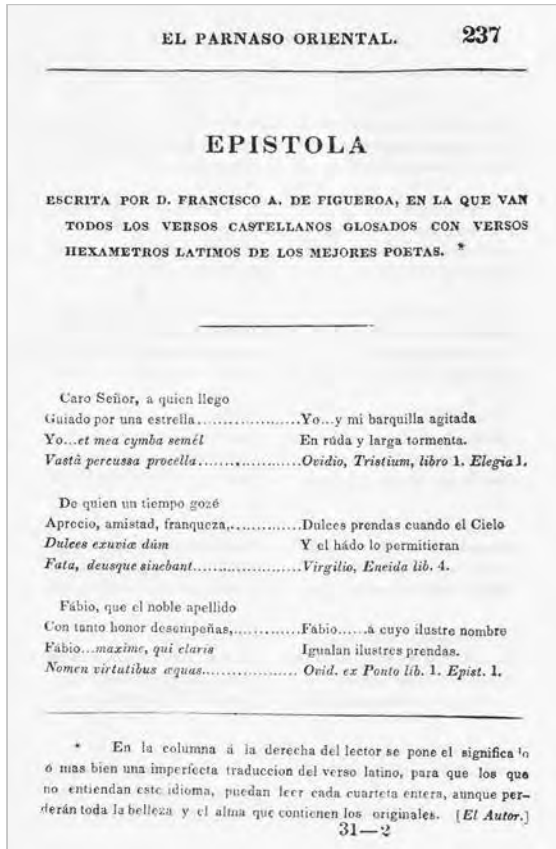 EL PARNASO ORIENTAL. 237
EPISTOLA
ESCRITA POR D. FRANCISCO A. DE FIGUEROA, EN LA QUE VAN
TODOS LOS VERSOS CASTELLANOS GLOSADOS CON VERSOS
HEXAMETROS LATIMOS DE LOS MEJORES POETAS. *
Caro Señor, a quien llego
Guiado por una estrella....................Yo...y mi barquilla agitada
Yo...et mea cymba semél En rúda y larga tormenta.
Vastà percussa procella....................Ovidio, Tristium, libro 1. Elegia 1.
De quien un tiempo gozé
Aprecio, amistad, franqueza,.............Dulces prendas cuando el Cielo
Dulces exuviæ dúm Y el hádo lo permitieran
Fata, deusque sinebant......................Virgilio, Eneida lib. 4.
Fábio, que el noble apellido
Con tanto honor desempeñas,............Fábio......á cuyo ilustre nombre
Fábio...maxime, qui claris Igualan ilustres prendas.
Nomen virtutibus æquas................... Ovid. ex Ponto lib. 1. Epist. 1.
* En la columna á la derecha del lector se pone el significa lo
ó mas bien una imperfecta traduccion del verso latino, para que los que
no entiendan este idioma, puedan leer cada cuarteta entera, aunque per-
derán toda la belleza y el alma que contienen los originales. [El Autor.]
31—2